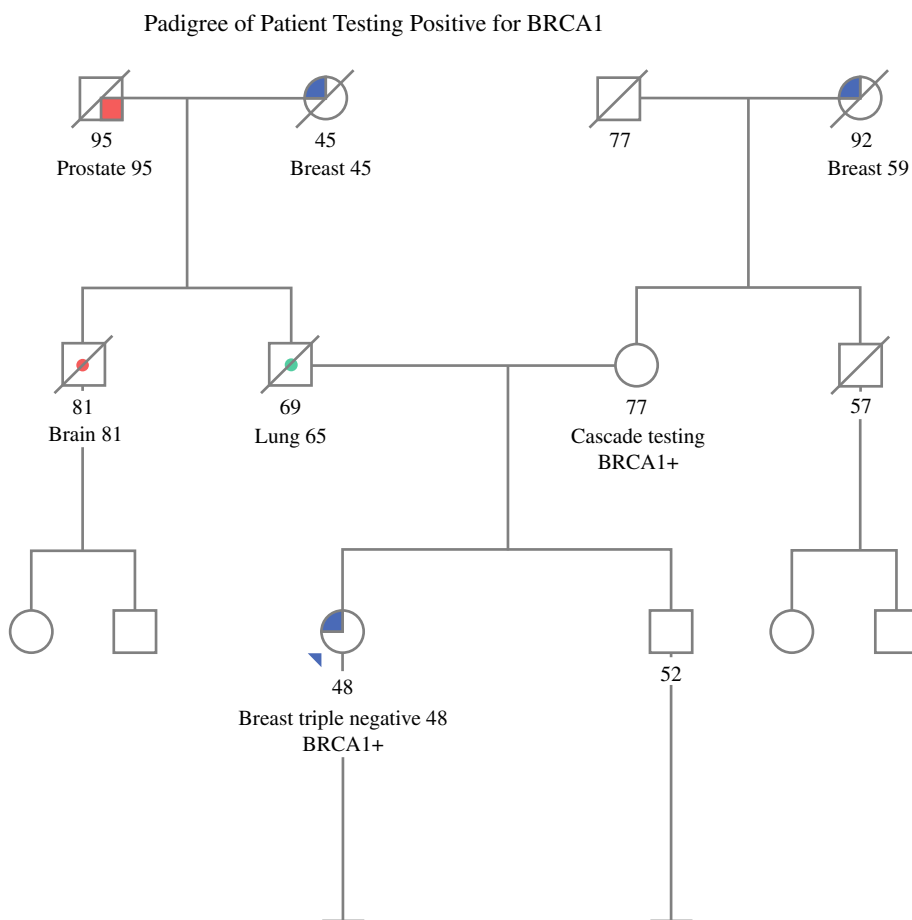 Padigree of Patient Testing Positive for BRCA1
95
Prostate 95
45
Breast 45
77
92
Breast 59
81
Brain 81
69
Lung 65
77
Cascade testing
BRCA1+
57
48
Breast triple negative 48
BRCA1+
52